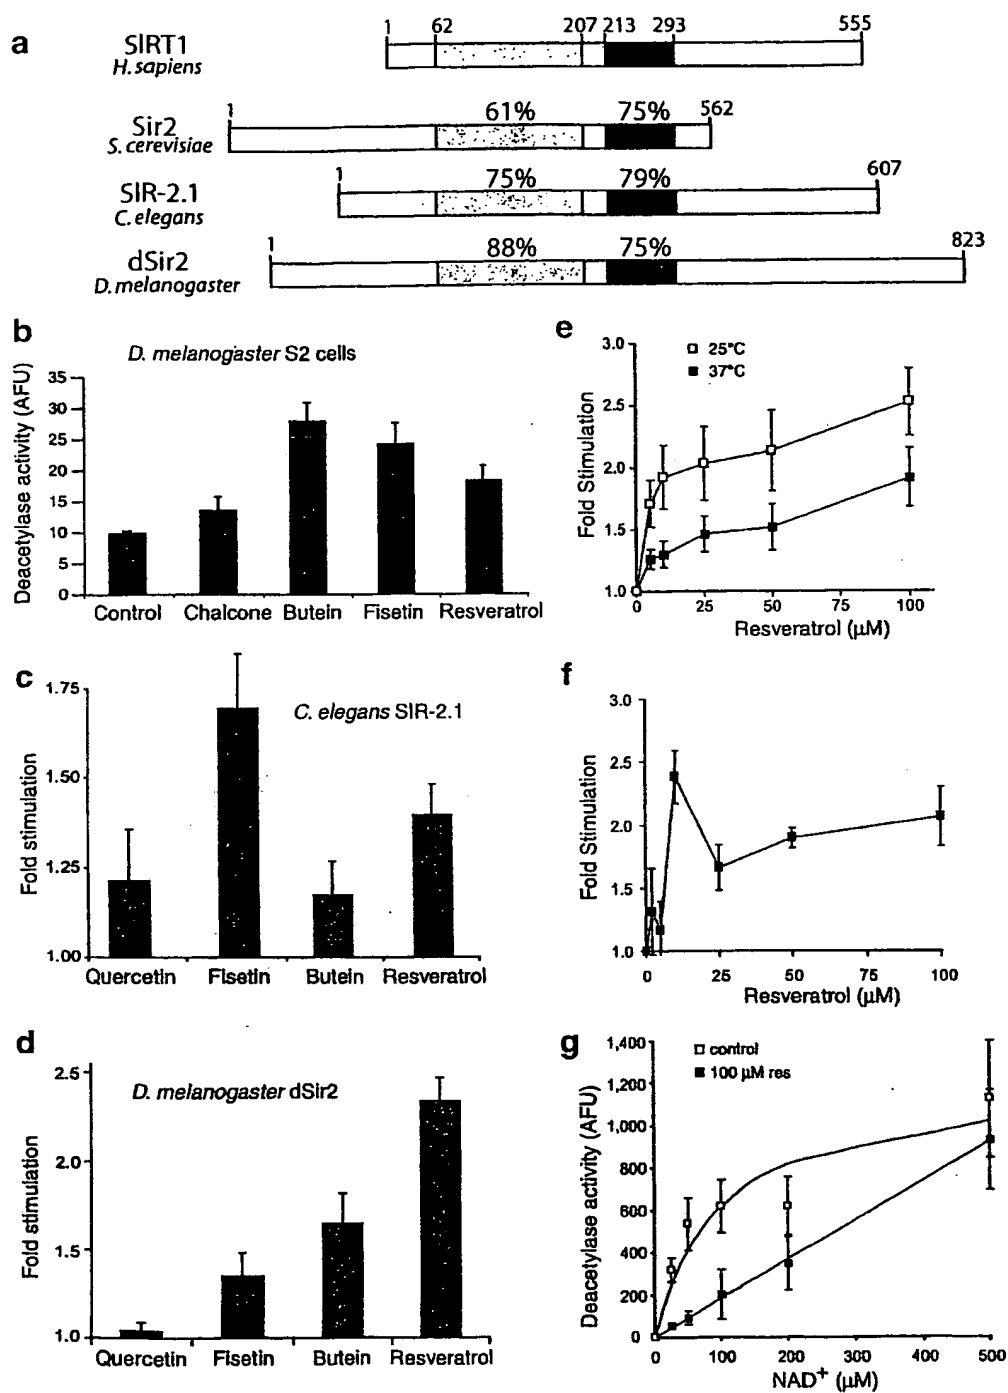 a
SIRT1
H. sapiens
1 62 207 213 293 555
Sir2
S. cerevisiae
1 61% 75% 562
SIR-2.1
C. elegans
1 75% 79% 607
dSir2
D. melanogaster
1 88% 75% 823
b
D. melanogaster S2 cells
Deacetylase activity (AFU)
35
30
25
20
15
10
5
0
Control Chalcone Butein Fisetin Resveratrol
e
25°C
37°C
Fold Stimulation
3.0
2.5
2.0
1.5
1.0
0 25 50 75 100
Resveratrol (µM)
c
C. elegans SIR-2.1
Fold stimulation
1.75
1.50
1.25
1.00
Quercetin Fisetin Butein Resveratrol
f
Fold Stimulation
3.0
2.5
2.0
1.5
1.0
0 25 50 75 100
Resveratrol (µM)
d
D. melanogaster dSir2
Fold stimulation
2.5
2.0
1.5
1.0
Quercetin Fisetin Butein Resveratrol
g
control
100 µM res
Deacetylase activity (AFU)
1,400
1,200
1,000
800
600
400
200
0
0 100 200 300 400 500
NAD+ (µM)